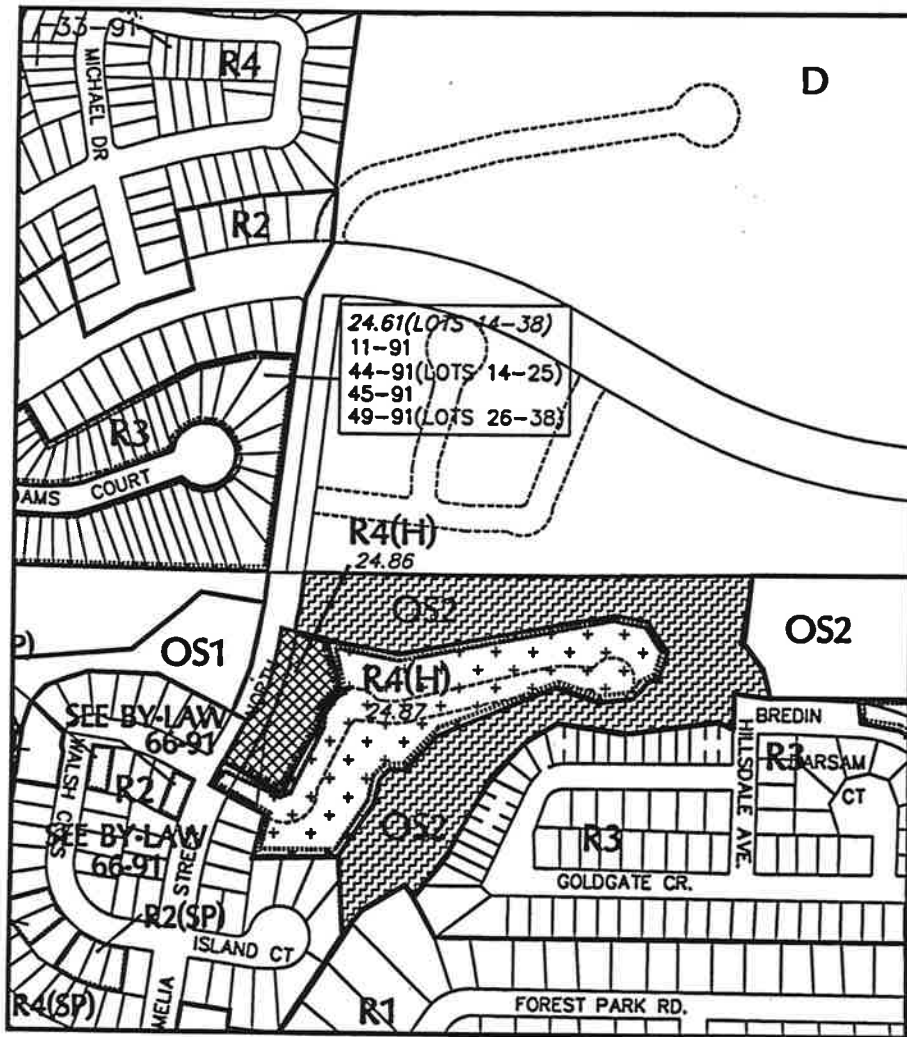 33-91
R4
D
MICHAEL DR
R2
24.61(LOTS 14-38)
11-91
44-91(LOTS 14-25)
45-91
49-91(LOTS 26-38)
R3
COURT
R4(H)
24.86
OS2
OS2
OS1
NORTH
R4(H)
24.87
SEE BY-LAW
66-91
BREDIN
R3
BARSAM
CT
HILLSDALE AVE.
WALSH
R2
OS2
SEE BY-LAW
66-91
R3
STREET
GOLDGATE CR.
R2(SP)
ISLAND CT
R4(SP)
MELIA
R1
FOREST PARK RD.